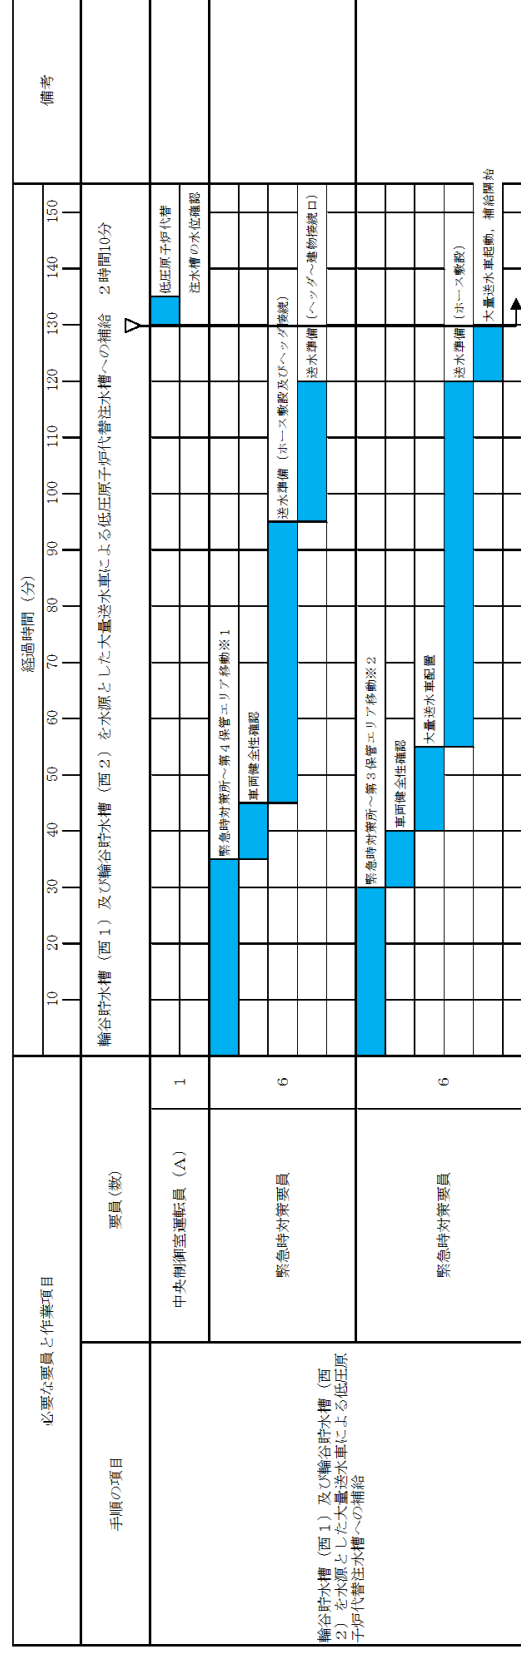 必要な要員と作業項目
経過時間（分）
備考
手順の項目
要員(数)
10 20 30 40 50 60 70 80 90 100 110 120 130 140 150
輪谷貯水槽（西１）及び輪谷貯水槽（西２）を水源とした大量送水車による低圧原子炉代替注水槽への補給　２時間10分
輪谷貯水槽（西１）及び輪谷貯水槽（西
２）を水源とした大量送水車による低圧原
子炉代替注水槽への補給
中央制御室運転員（Ａ）
1
低圧原子炉代替
注水槽の水位確認
緊急時対策要員
6
緊急時対策所～第４保管エリア移動※１
車両健全性確認
送水準備（ホース敷設及びヘッダ接続）
送水準備（ヘッダ～建物接続口）
緊急時対策要員
6
緊急時対策所～第３保管エリア移動※２
車両健全性確認
大量送水車配置
送水準備（ホース敷設）
大量送水車起動，補給開始